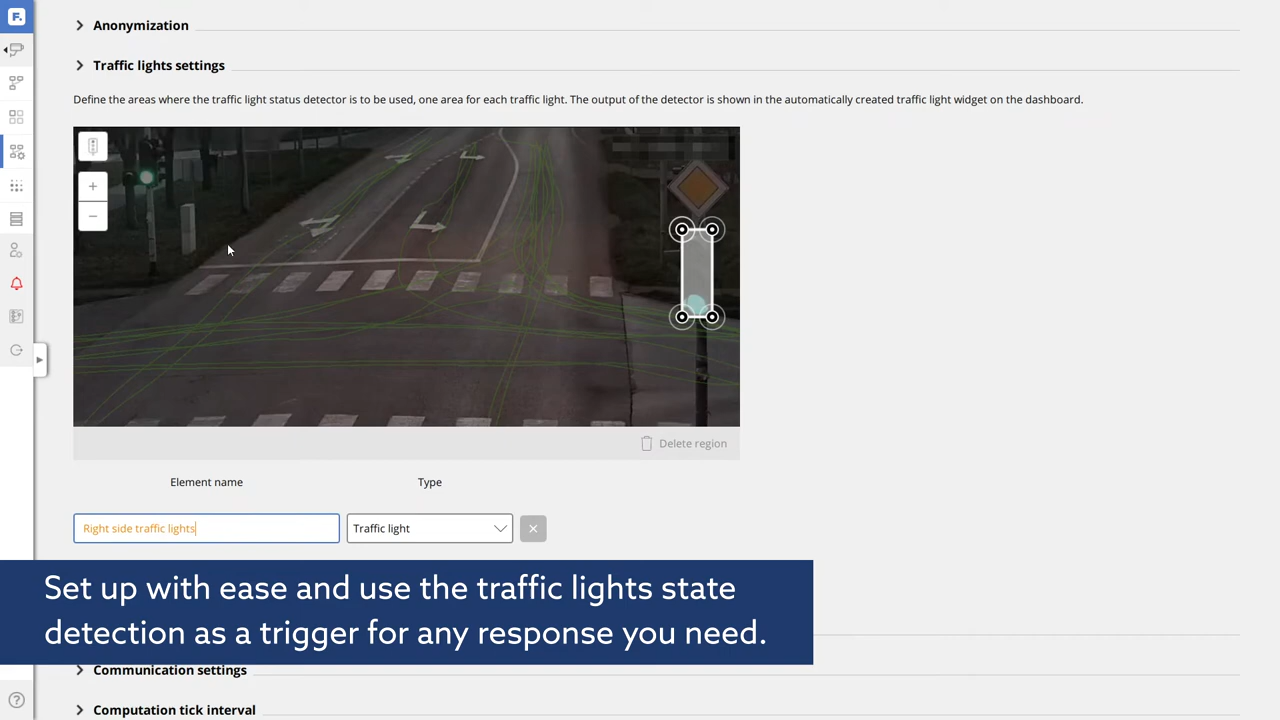 F.
Anonymization
Traffic lights settings
Define the areas where the traffic light status detector is to be used, one area for each traffic light. The output of the detector is shown in the automatically created traffic light widget on the dashboard.
+
−
Delete region
Element name Type
Right side traffic lights Traffic light
Set up with ease and use the traffic lights state
detection as a trigger for any response you need.
Communication settings
Computation tick interval
?